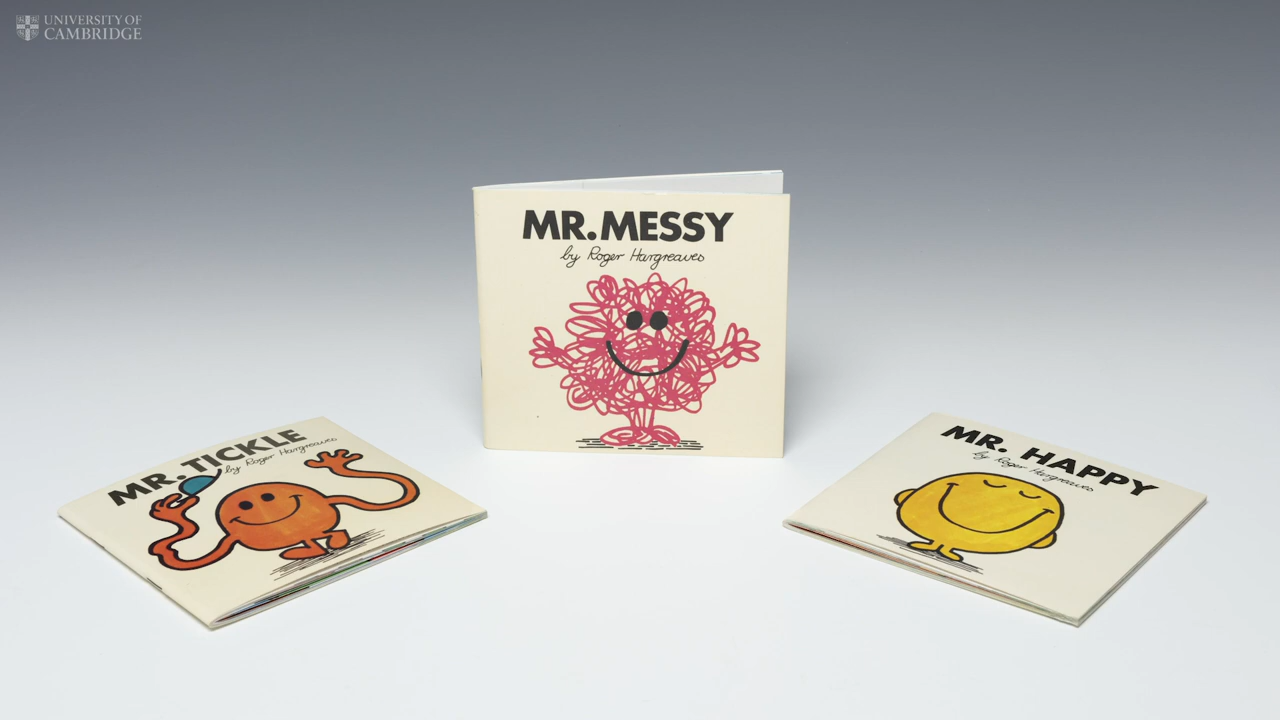 UNIVERSITY OF
CAMBRIDGE
MR. MESSY
by Roger Hargreaves
MR. TICKLE
by Roger Hargreaves
MR. HAPPY
by Roger Hargreaves